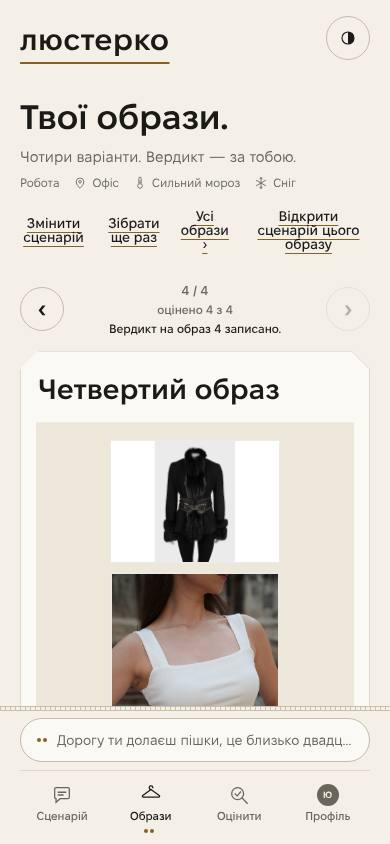 люстерко
Твої образи.
Чотири варіанти. Вердикт — за тобою.
Робота Офіс Сильний мороз Сніг
Змінити
сценарій
Зібрати
ще раз
Усі
образи
›
Відкрити
сценарій цього
образу
4 / 4
оцінено 4 з 4
Вердикт на образ 4 записано.
Четвертий образ
Дорогу ти долаєш пішки, це близько двадц...
Сценарій Образи Оцінити Ю Профіль